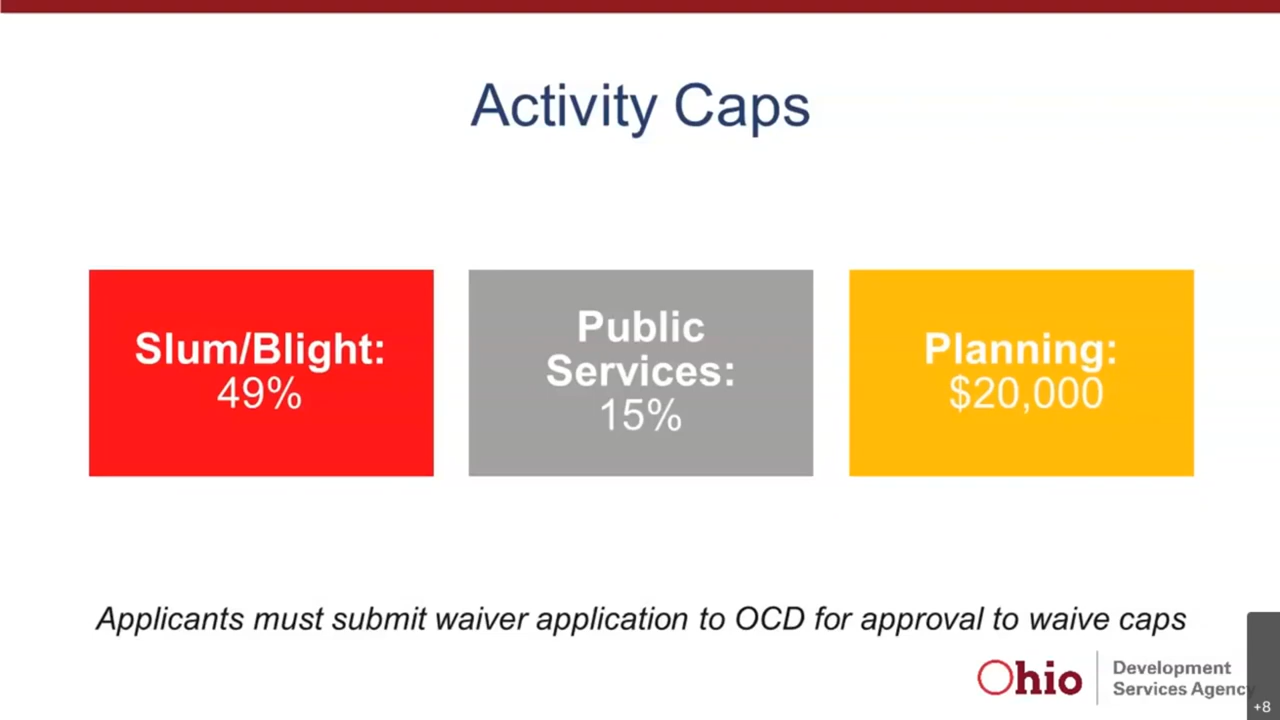 Activity Caps
Slum/Blight:
49%
Public
Services:
15%
Planning:
$20,000
Applicants must submit waiver application to OCD for approval to waive caps
Ohio
Development
Services Agency
+8